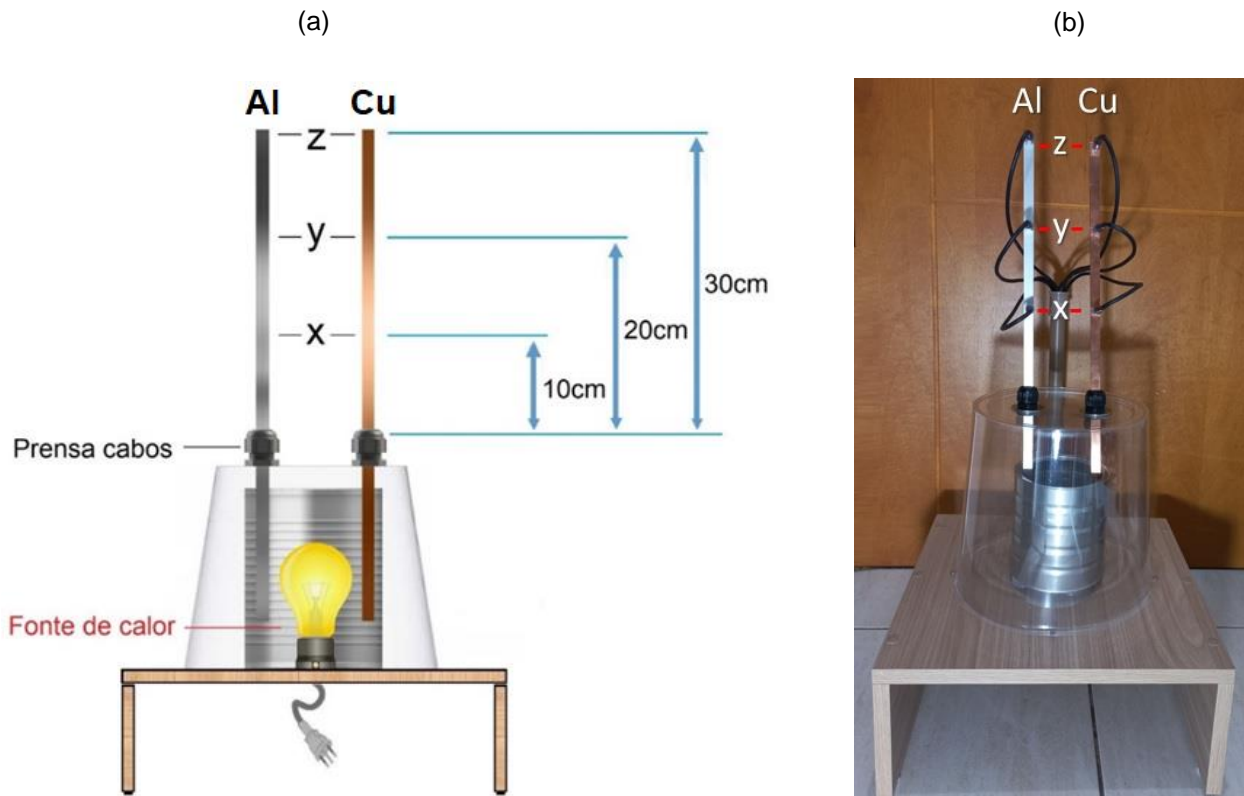 (a)
(b)
Al Cu
z
y
x
30cm
20cm
10cm
Prensa cabos
Fonte de calor
Al Cu
z
y
x